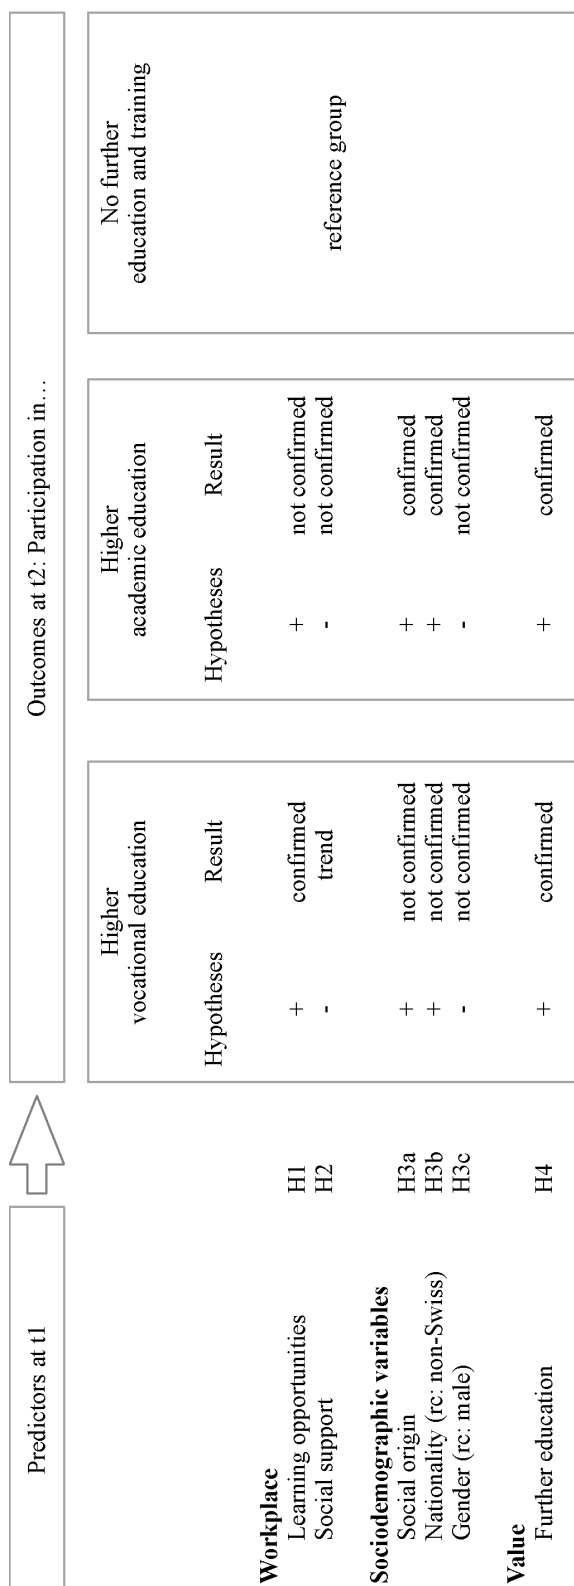 Predictors at t1
Outcomes at t2: Participation in…
Higher
vocational education
Higher
academic education
No further
education and training
Hypotheses Result Hypotheses Result
Workplace
Learning opportunities H1 + confirmed + not confirmed
Social support H2 - trend - not confirmed
reference group
Sociodemographic variables
Social origin H3a + not confirmed + confirmed
Nationality (rc: non-Swiss) H3b + not confirmed + confirmed
Gender (rc: male) H3c - not confirmed - not confirmed
Value
Further education H4 + confirmed + confirmed